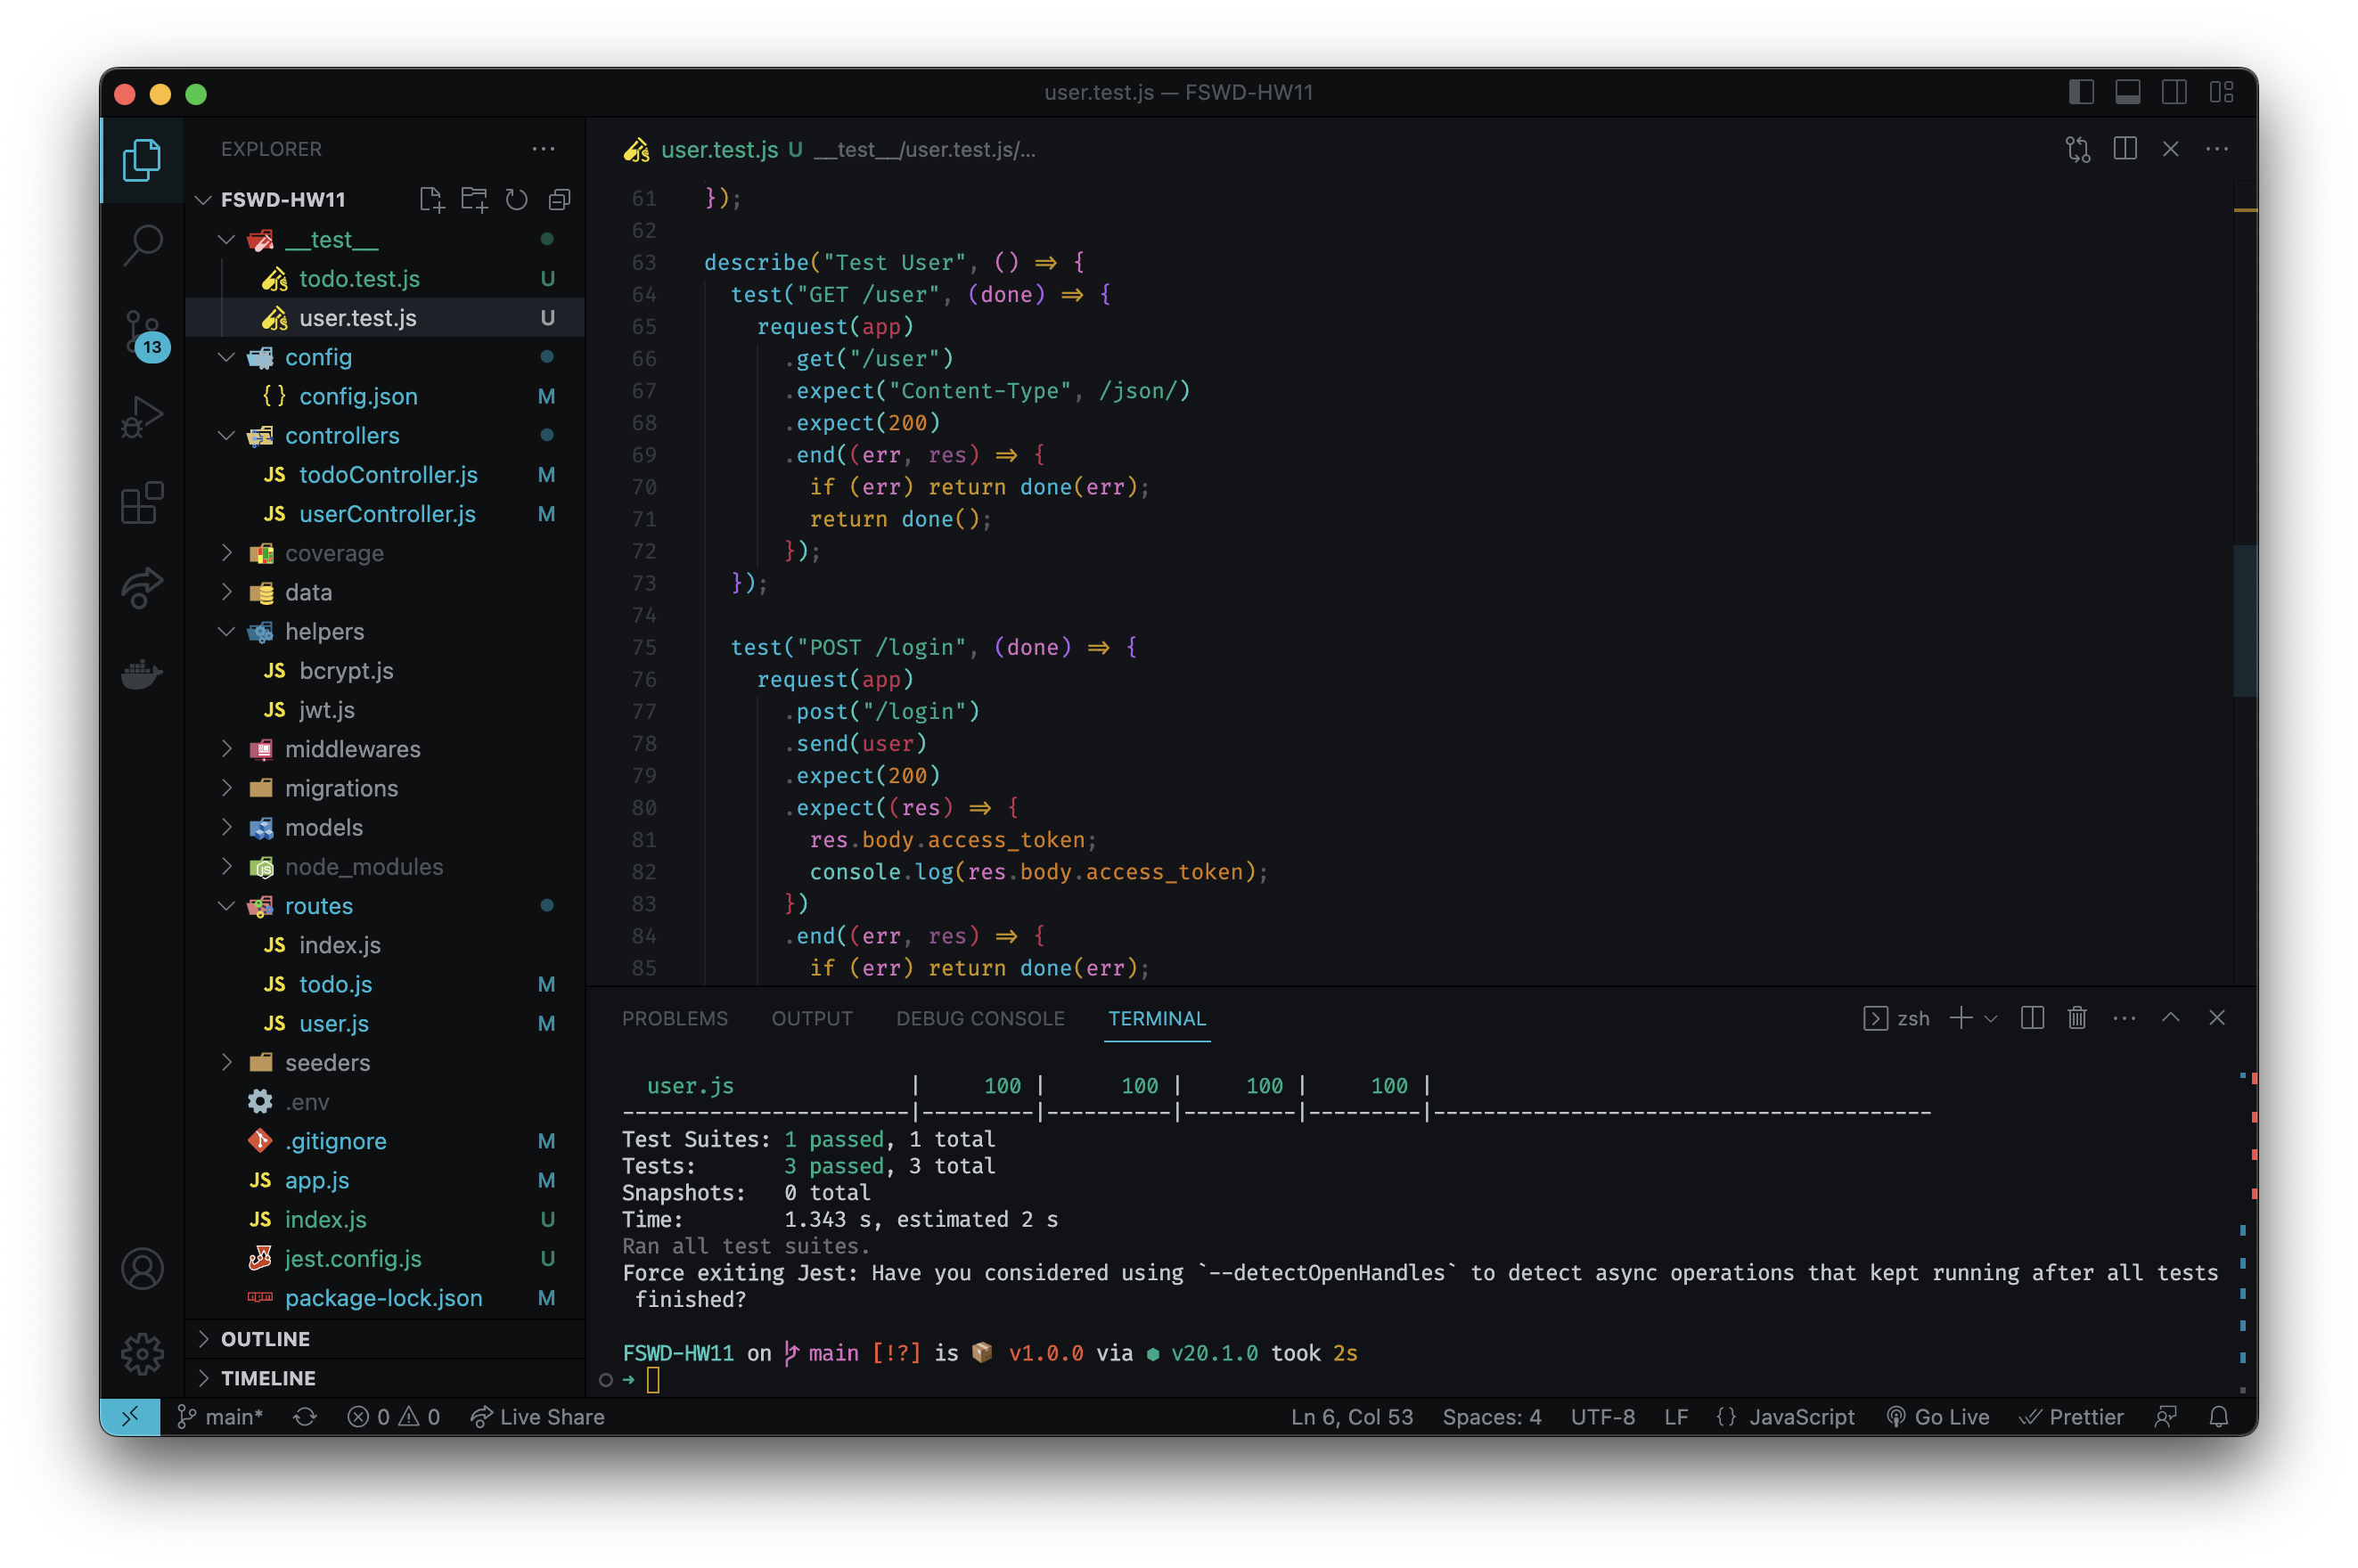 user.test.js — FSWD-HW11
EXPLORER
FSWD-HW11
__test__
todo.test.js U
user.test.js U
config
{} config.json M
controllers
JS todoController.js M
JS userController.js M
coverage
data
helpers
JS bcrypt.js
JS jwt.js
middlewares
migrations
models
node_modules
routes
JS index.js
JS todo.js M
JS user.js M
seeders
.env
.gitignore M
JS app.js M
JS index.js U
jest.config.js U
package-lock.json M
OUTLINE
TIMELINE
13
user.test.js U __test__/user.test.js/...
61 });
62
63 describe("Test User", () => {
64 test("GET /user", (done) => {
65 request(app)
66 .get("/user")
67 .expect("Content-Type", /json/)
68 .expect(200)
69 .end((err, res) => {
70 if (err) return done(err);
71 return done();
72 });
73 });
74
75 test("POST /login", (done) => {
76 request(app)
77 .post("/login")
78 .send(user)
79 .expect(200)
80 .expect((res) => {
81 res.body.access_token;
82 console.log(res.body.access_token);
83 })
84 .end((err, res) => {
85 if (err) return done(err);
PROBLEMS OUTPUT DEBUG CONSOLE TERMINAL zsh
user.js | 100 | 100 | 100 | 100 |
-----------------------|---------|----------|---------|---------|----------------------------------------
Test Suites: 1 passed, 1 total
Tests: 3 passed, 3 total
Snapshots: 0 total
Time: 1.343 s, estimated 2 s
Ran all test suites.
Force exiting Jest: Have you considered using `--detectOpenHandles` to detect async operations that kept running after all tests
finished?
FSWD-HW11 on main [!?] is 📦 v1.0.0 via v20.1.0 took 2s
➜
main* 0 0 Live Share Ln 6, Col 53 Spaces: 4 UTF-8 LF {} JavaScript Go Live Prettier